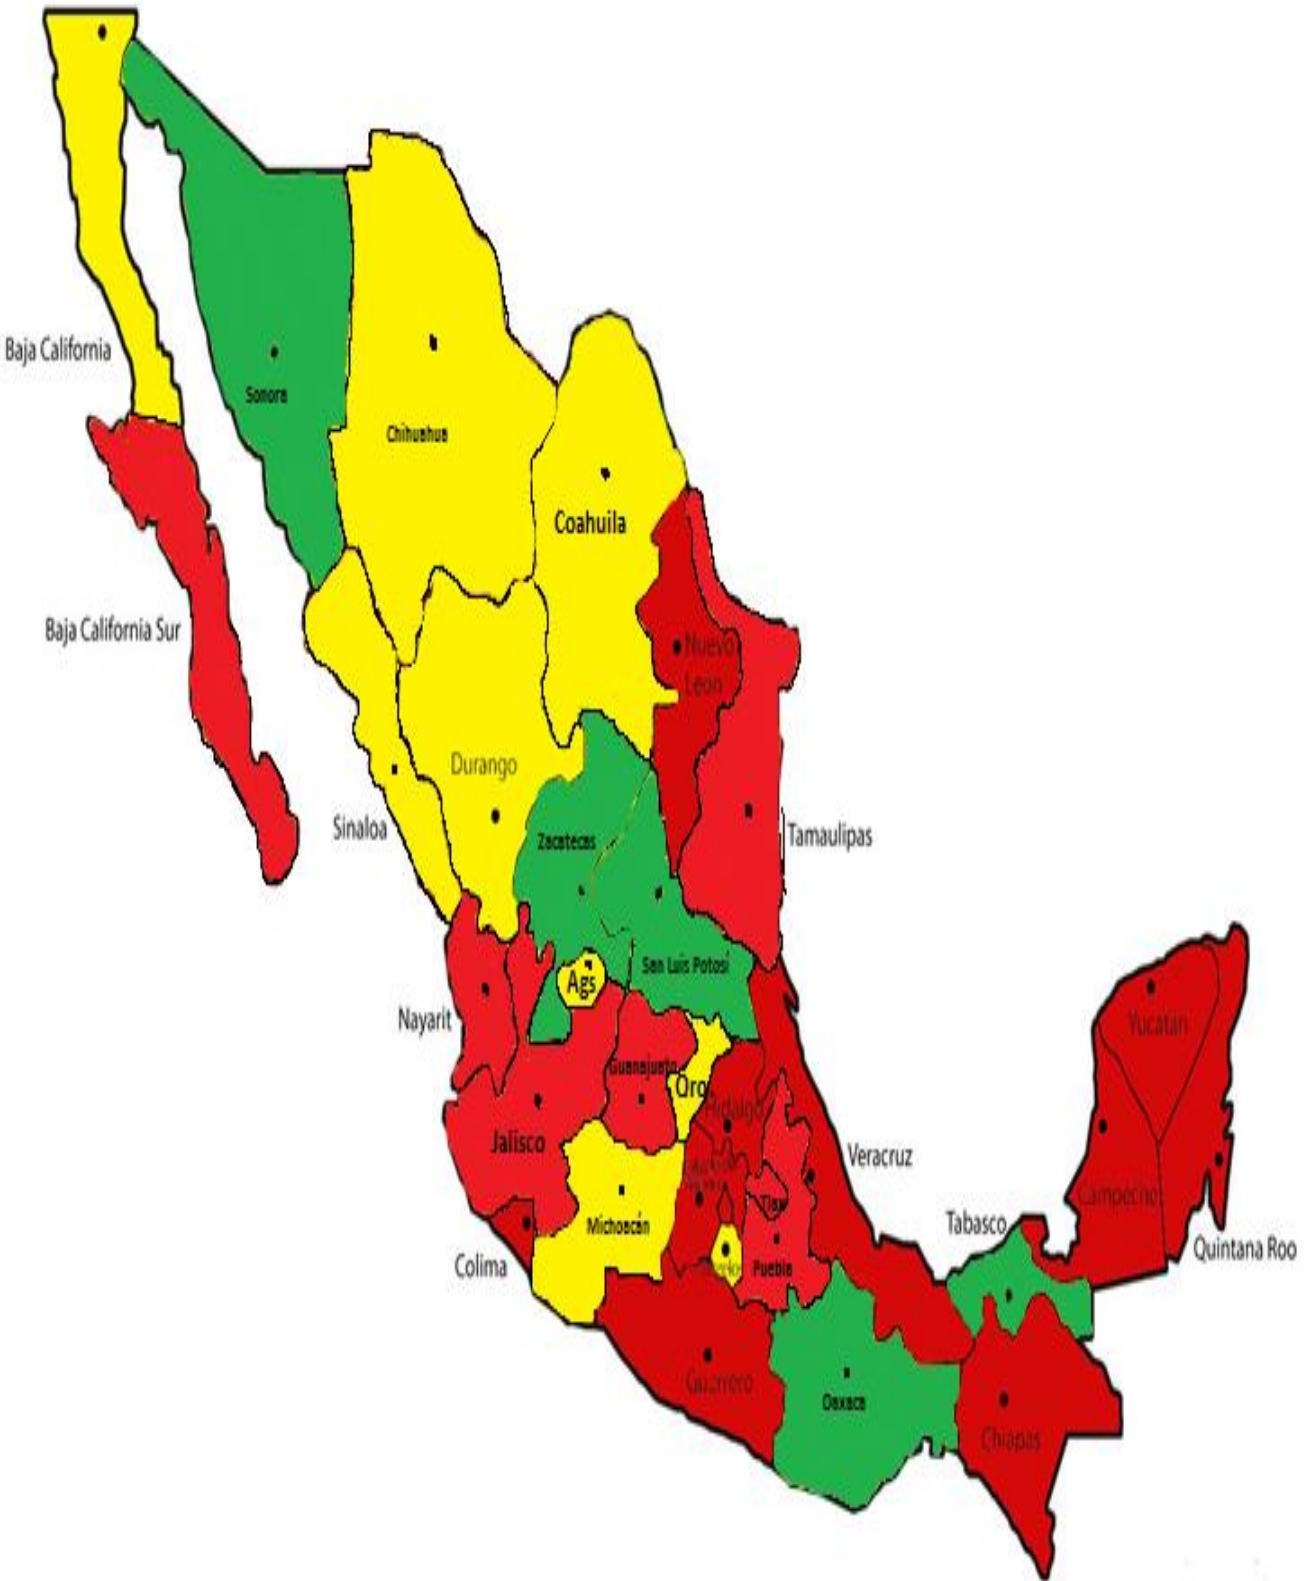 Baja California
Sonora
Chihuahua
Coahuila
Baja California Sur
Nuevo
Leon
Durango
Sinaloa
Zacatecas
Tamaulipas
San Luis Potosí
Ags
Nayarit
Yucatan
Guanajuato
Qro
Hidalgo
Jalisco
Veracruz
Campeche
Tlax
Michoacán
Tabasco
Quintana Roo
Colima
Puebla
Guerrero
Oaxaca
Chiapas